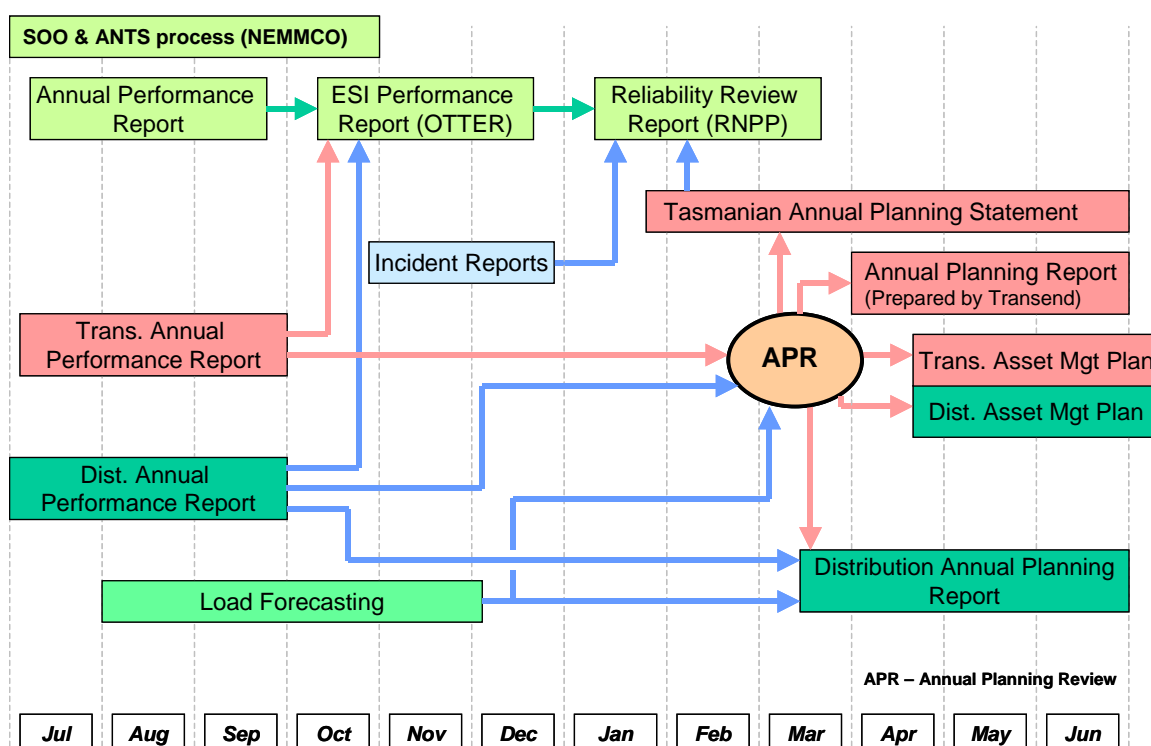 SOO & ANTS process (NEMMCO)
Annual Performance
Report
ESI Performance
Report (OTTER)
Reliability Review
Report (RNPP)
Tasmanian Annual Planning Statement
Incident Reports
Annual Planning Report
(Prepared by Transend)
Trans. Annual
Performance Report
APR
Trans. Asset Mgt Plan
Dist. Asset Mgt Plan
Dist. Annual
Performance Report
Distribution Annual Planning
Report
Load Forecasting
APR – Annual Planning Review
Jul Aug Sep Oct Nov Dec Jan Feb Mar Apr May Jun